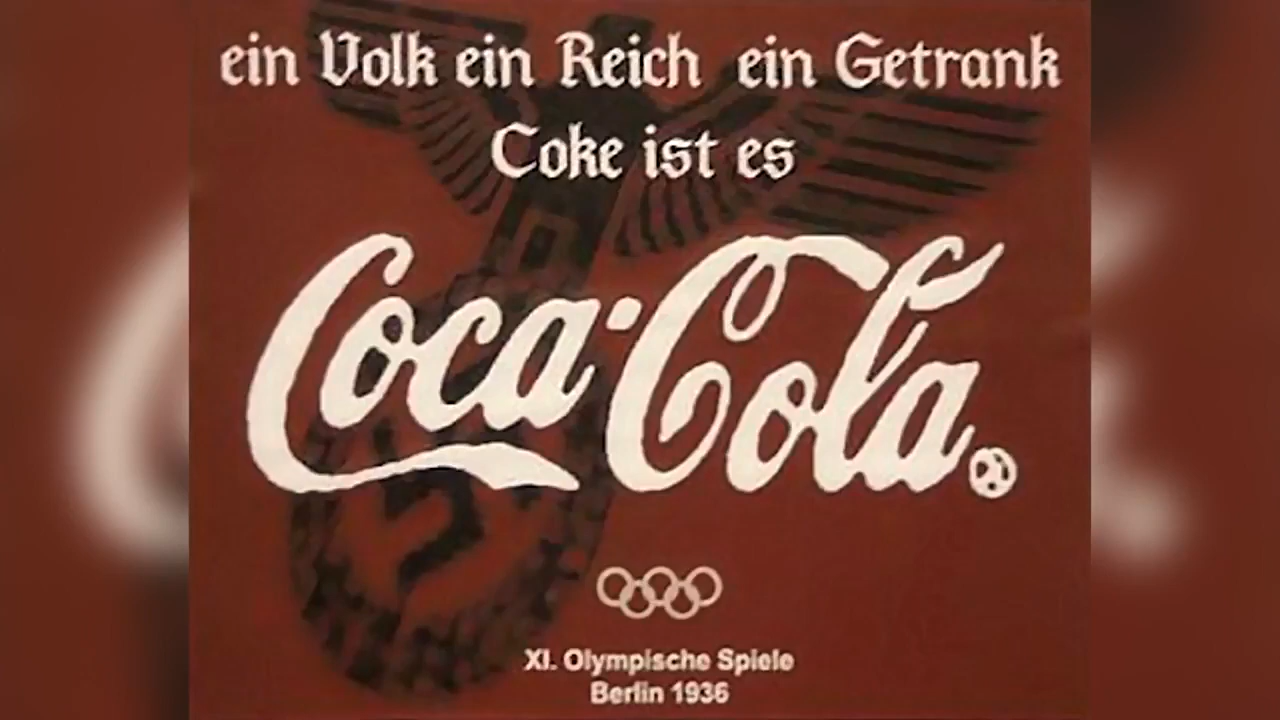 ein Volk ein Reich ein Getrank
Coke ist es
Coca-Cola
XI. Olympische Spiele
Berlin 1936